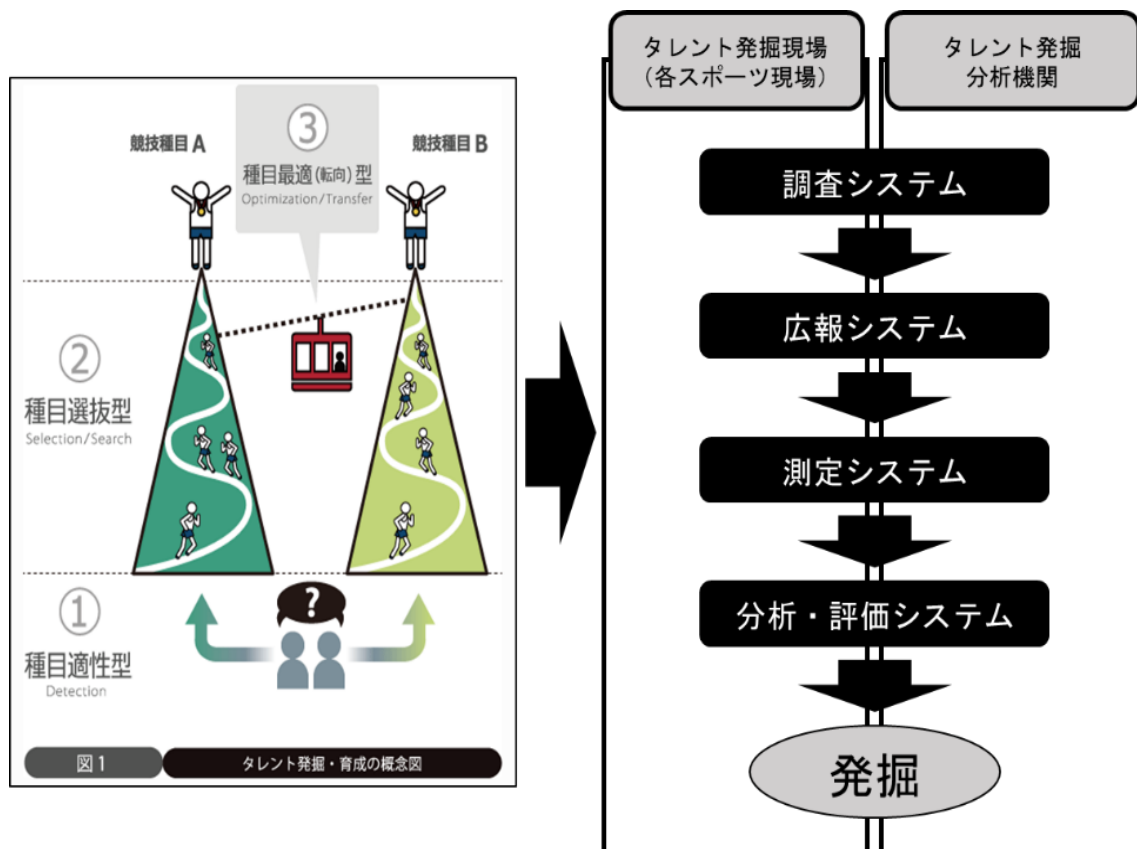 競技種目 A
③
種目最適(転向)型
Optimization/Transfer
競技種目 B
②
種目選抜型
Selection/Search
①
種目適性型
Detection
?
図1
タレント発掘・育成の概念図
タレント発掘現場
(各スポーツ現場)
タレント発掘
分析機関
調査システム
広報システム
測定システム
分析・評価システム
発掘